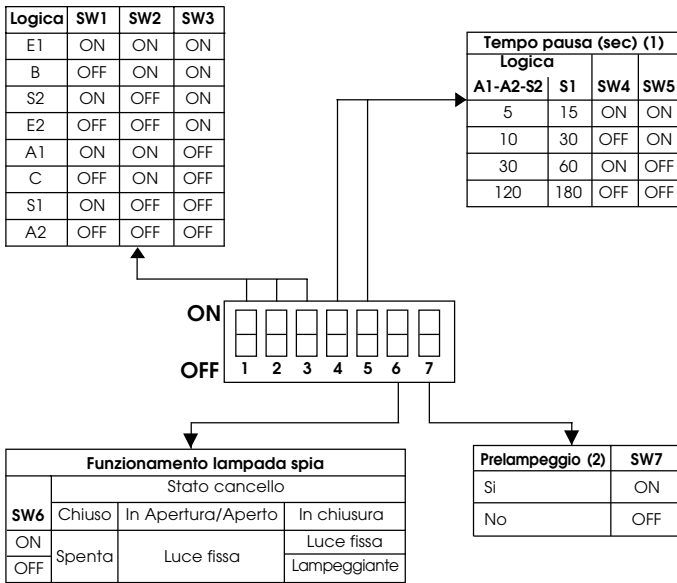 Logica SW1 SW2 SW3
E1 ON ON ON
B OFF ON ON
S2 ON OFF ON
E2 OFF OFF ON
A1 ON ON OFF
C OFF ON OFF
S1 ON OFF OFF
A2 OFF OFF OFF
Tempo pausa (sec) (1)
Logica
A1-A2-S2 S1 SW4 SW5
5 15 ON ON
10 30 OFF ON
30 60 ON OFF
120 180 OFF OFF
ON
OFF
1 2 3 4 5 6 7
Funzionamento lampada spia
Stato cancello
SW6 Chiuso In Apertura/Aperto In chiusura
ON Spenta Luce fissa Luce fissa
OFF Lampeggiante
Prelampeggio (2) SW7
Si ON
No OFF